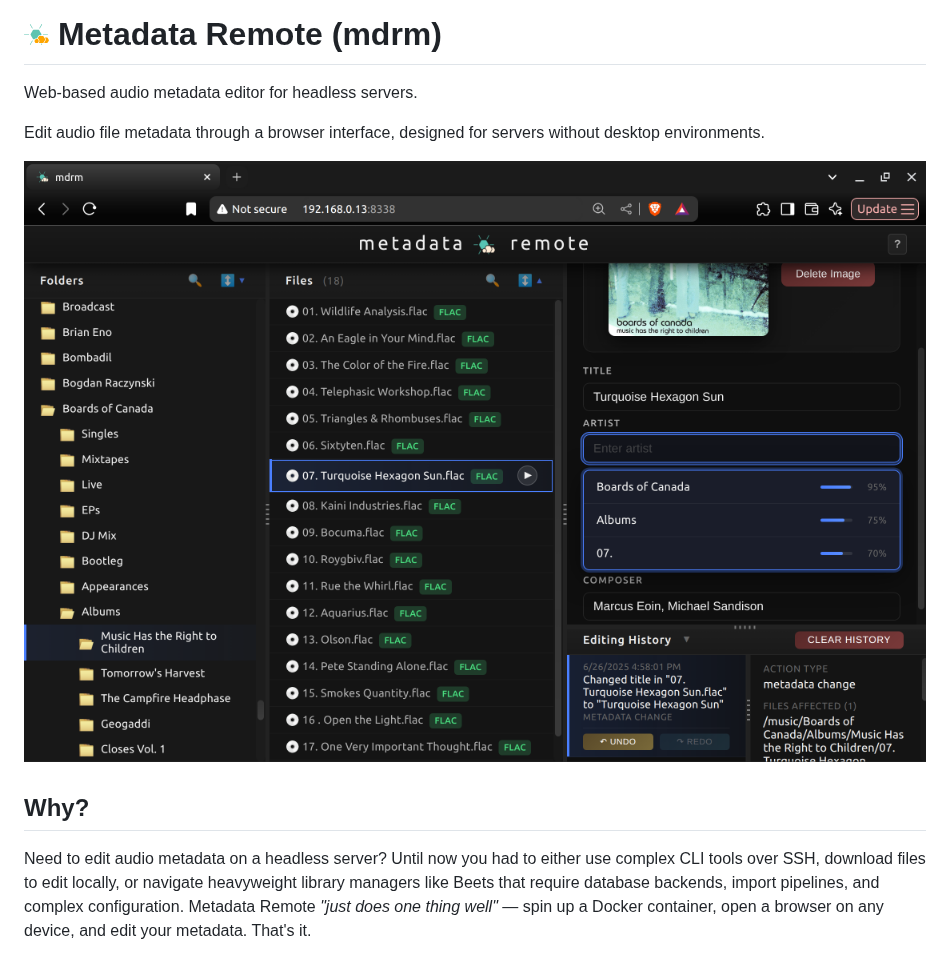 Metadata Remote (mdrm)
Web-based audio metadata editor for headless servers.
Edit audio file metadata through a browser interface, designed for servers without desktop environments.
mdrm
Not secure 192.168.0.13:8338
Update
metadata remote
?
Folders
Broadcast
Brian Eno
Bombadil
Bogdan Raczynski
Boards of Canada
Singles
Mixtapes
Live
EPs
DJ Mix
Bootleg
Appearances
Albums
Music Has the Right to
Children
Tomorrow's Harvest
The Campfire Headphase
Geogaddi
Closes Vol. 1
Files (18)
01. Wildlife Analysis.flac FLAC
02. An Eagle in Your Mind.flac FLAC
03. The Color of the Fire.flac FLAC
04. Telephasic Workshop.flac FLAC
05. Triangles & Rhombuses.flac FLAC
06. Sixtyten.flac FLAC
07. Turquoise Hexagon Sun.flac FLAC
08. Kaini Industries.flac FLAC
09. Bocuma.flac FLAC
10. Roygbiv.flac FLAC
11. Rue the Whirl.flac FLAC
12. Aquarius.flac FLAC
13. Olson.flac FLAC
14. Pete Standing Alone.flac FLAC
15. Smokes Quantity.flac FLAC
16 . Open the Light.flac FLAC
17. One Very Important Thought.flac FLAC
boards of canada
music has the right to children
Delete Image
TITLE
Turquoise Hexagon Sun
ARTIST
Enter artist
Boards of Canada 95%
Albums 75%
07. 70%
COMPOSER
Marcus Eoin, Michael Sandison
Editing History
CLEAR HISTORY
6/26/2025 4:58:01 PM
Changed title in "07.
Turquoise Hexagon Sun.flac"
to "Turquoise Hexagon Sun"
METADATA CHANGE
UNDO
REDO
ACTION TYPE
metadata change
FILES AFFECTED (1)
/music/Boards of
Canada/Albums/Music Has
the Right to Children/07.
Turquoise Hexagon
Why?
Need to edit audio metadata on a headless server? Until now you had to either use complex CLI tools over SSH, download files
to edit locally, or navigate heavyweight library managers like Beets that require database backends, import pipelines, and
complex configuration. Metadata Remote "just does one thing well" — spin up a Docker container, open a browser on any
device, and edit your metadata. That's it.